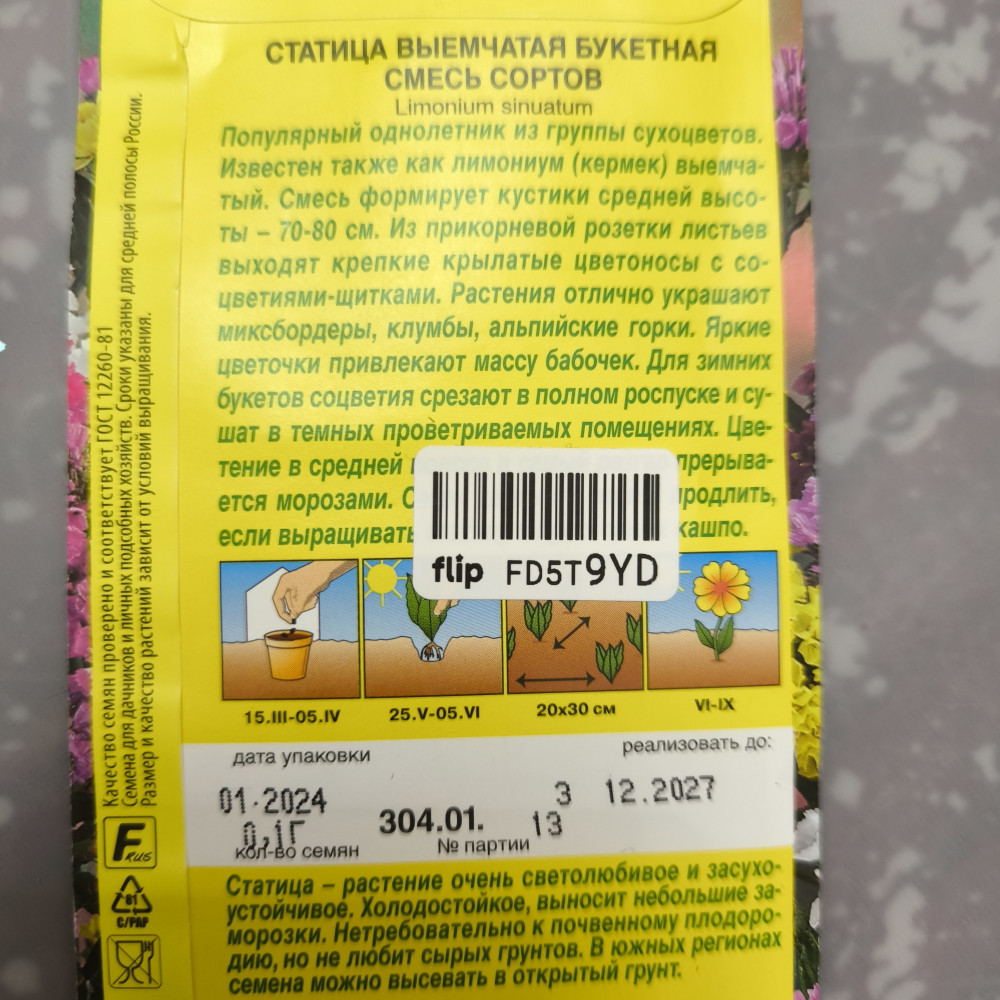 СТАТИЦА ВЫЕМЧАТАЯ БУКЕТНАЯ
СМЕСЬ СОРТОВ
Limonium sinuatum
Популярный однолетник из группы сухоцветов.
Известен также как лимониум (кермек) выемча-
тый. Смесь формирует кустики средней высо-
ты – 70-80 см. Из прикорневой розетки листьев
выходят крепкие крылатые цветоносы с со-
цветиями-щитками. Растения отлично украшают
миксбордеры, клумбы, альпийские горки. Яркие
цветочки привлекают массу бабочек. Для зимних
букетов соцветия срезают в полном роспуске и су-
шат в темных проветриваемых помещениях. Цве-
тение в средней прерыва-
ется морозами. продлить,
если выращивать кашпо.
flip FD5T9YD
15.III-05.IV 25.V-05.VI 20х30 см VI-IX
дата упаковки реализовать до:
01.2024 3 12.2027
0,1Г 304.01. 13
кол-во семян № партии
Статица – растение очень светолюбивое и засухо-
устойчивое. Холодостойкое, выносит небольшие за-
морозки. Нетребовательно к почвенному плодоро-
дию, но не любит сырых грунтов. В южных регионах
семена можно высевать в открытый грунт.
Качество семян проверено и соответствует ГОСТ 12260-81
Семена для дачников и личных подсобных хозяйств. Сроки указаны для средней полосы России.
Размер и качество растений зависит от условий выращивания.
F RUS
81
C/PAP